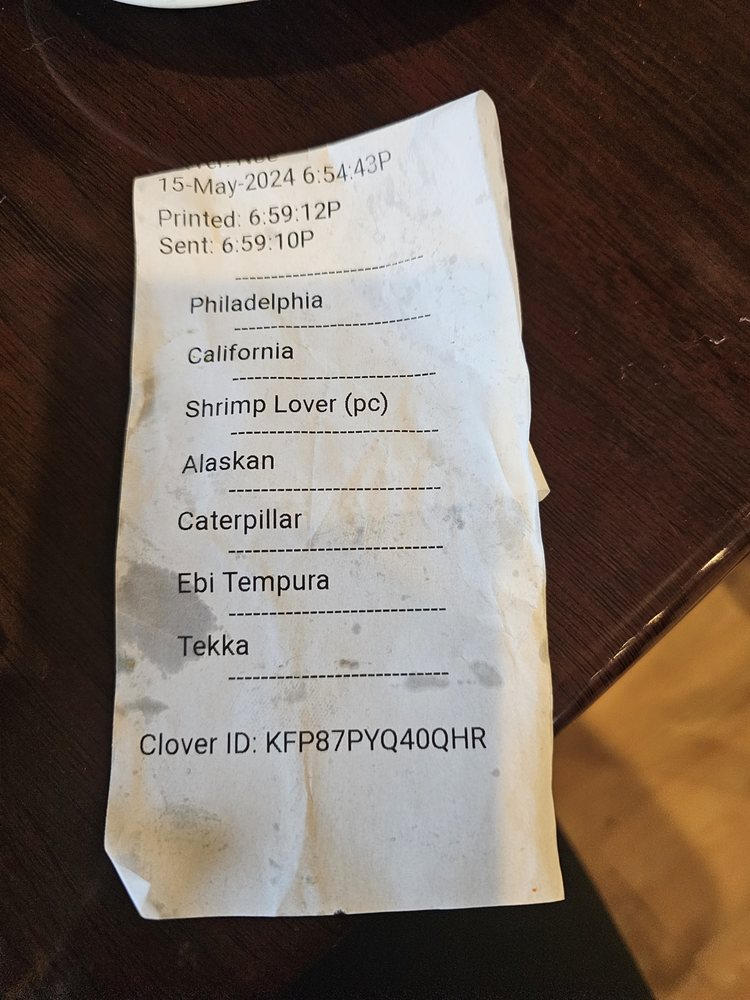 15-May-2024 6:54:43P
Printed: 6:59:12P
Sent: 6:59:10P
Philadelphia
California
Shrimp Lover (pc)
Alaskan
Caterpillar
Ebi Tempura
Tekka
Clover ID: KFP87PYQ40QHR